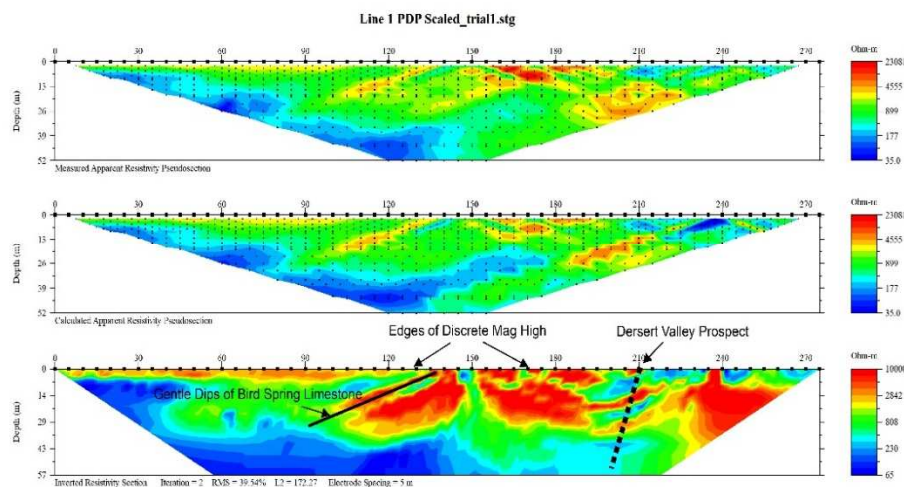 Line 1 PDP Scaled_trial1.stg
0 30 60 90 120 150 180 210 240 270 Ohm-m
Depth (m)
0
15
26
39
52
4555
899
177
35.0
Measured Apparent Resistivity Pseudosection
0 30 60 90 120 150 180 210 240 270 Ohm-m
Depth (m)
0
13
26
39
52
4555
899
177
35.0
Calculated Apparent Resistivity Pseudosection
Edges of Discrete Mag High
Dersert Valley Prospect
0 30 60 90 120 150 180 210 240 270 Ohm-m
Depth (m)
0
14
29
43
57
10000
2842
808
230
65
Gentle Dips of Bird Spring Limestone
Inverted Resistivity Section Iteration = 2 RMS = 39.54% L2 = 172.27 Electrode Spacing = 5 m